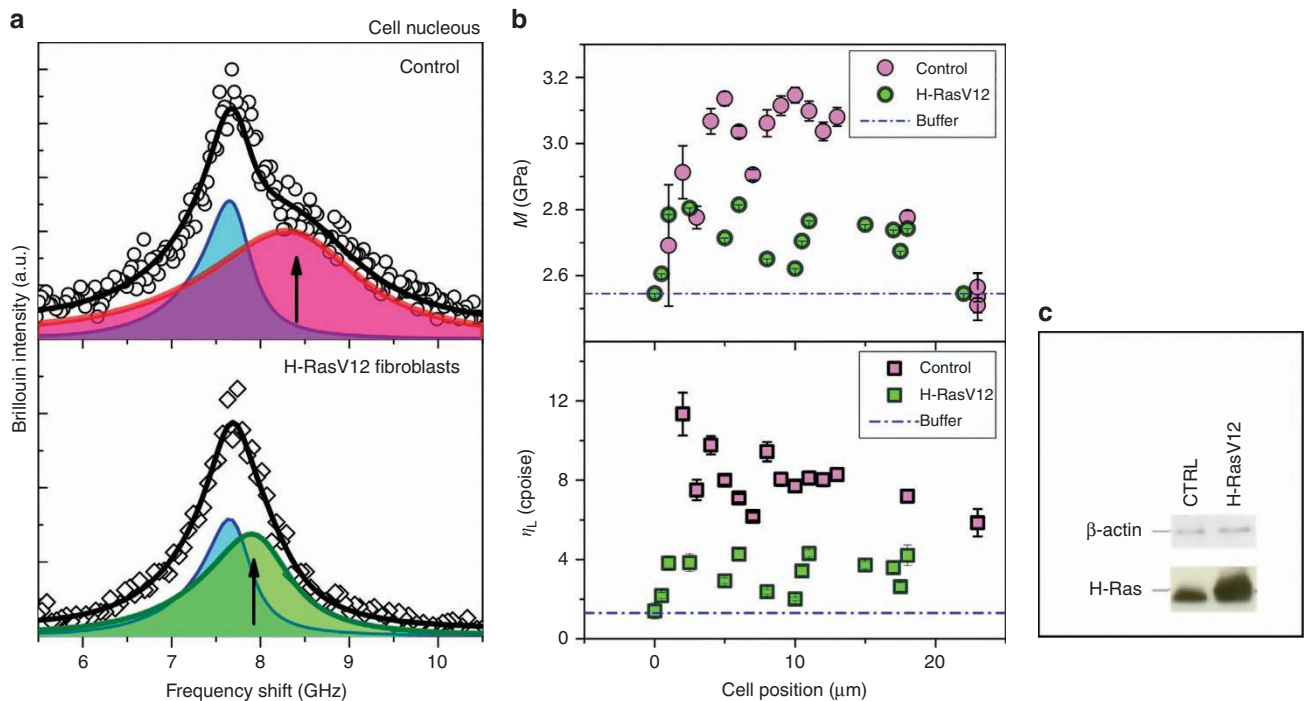 a
Cell nucleous
Control
H-RasV12 fibroblasts
Brillouin intensity (a.u.)
6 7 8 9 10
Frequency shift (GHz)
b
Control
H-RasV12
Buffer
M (GPa)
3.2
3.0
2.8
2.6
Control
H-RasV12
Buffer
ηL (cpoise)
12
8
4
0
0 10 20
Cell position (μm)
c
CTRL
H-RasV12
β-actin
H-Ras